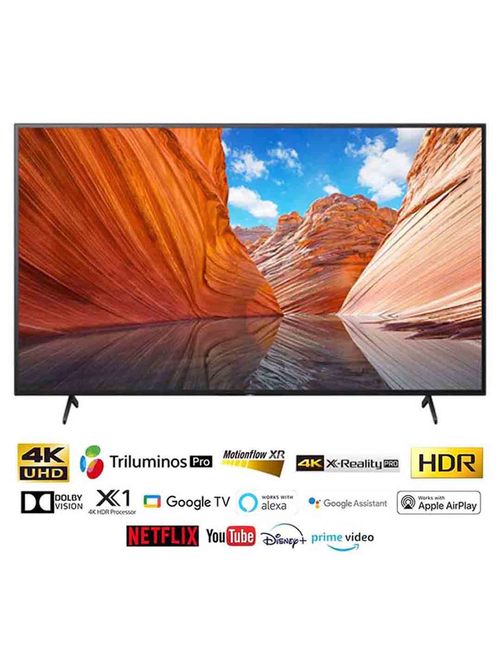 4K UHD Triluminos Pro Motionflow XR 4K X-Reality PRO HDR
DOLBY VISION X1 4K HDR Processor Google TV WORKS WITH alexa Google Assistant Works with Apple AirPlay
NETFLIX YouTube Disney+ prime video